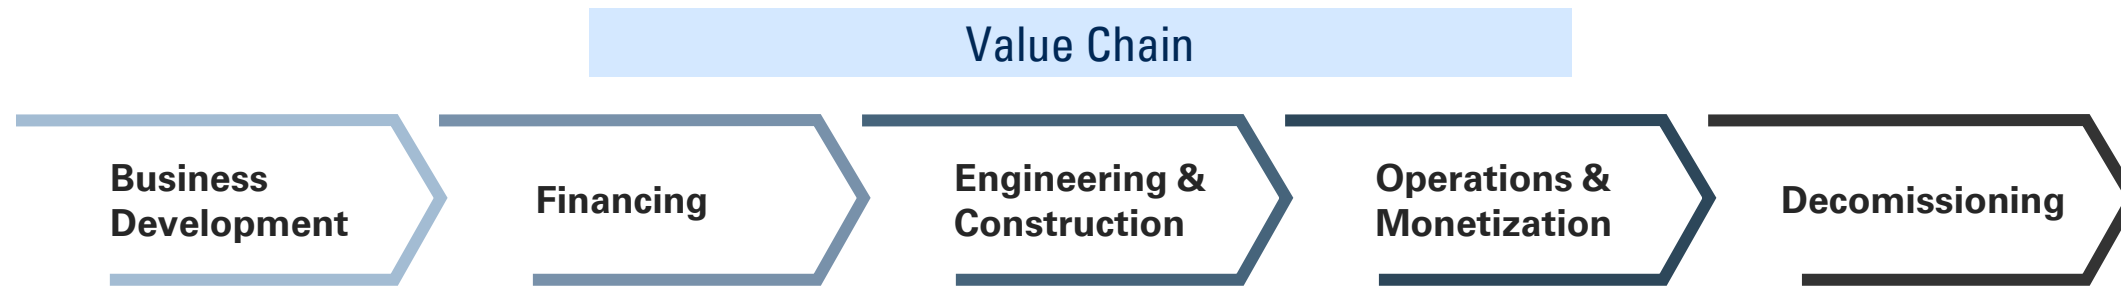 Value Chain
Business
Development
Financing
Engineering &
Construction
Operations &
Monetization
Decomissioning